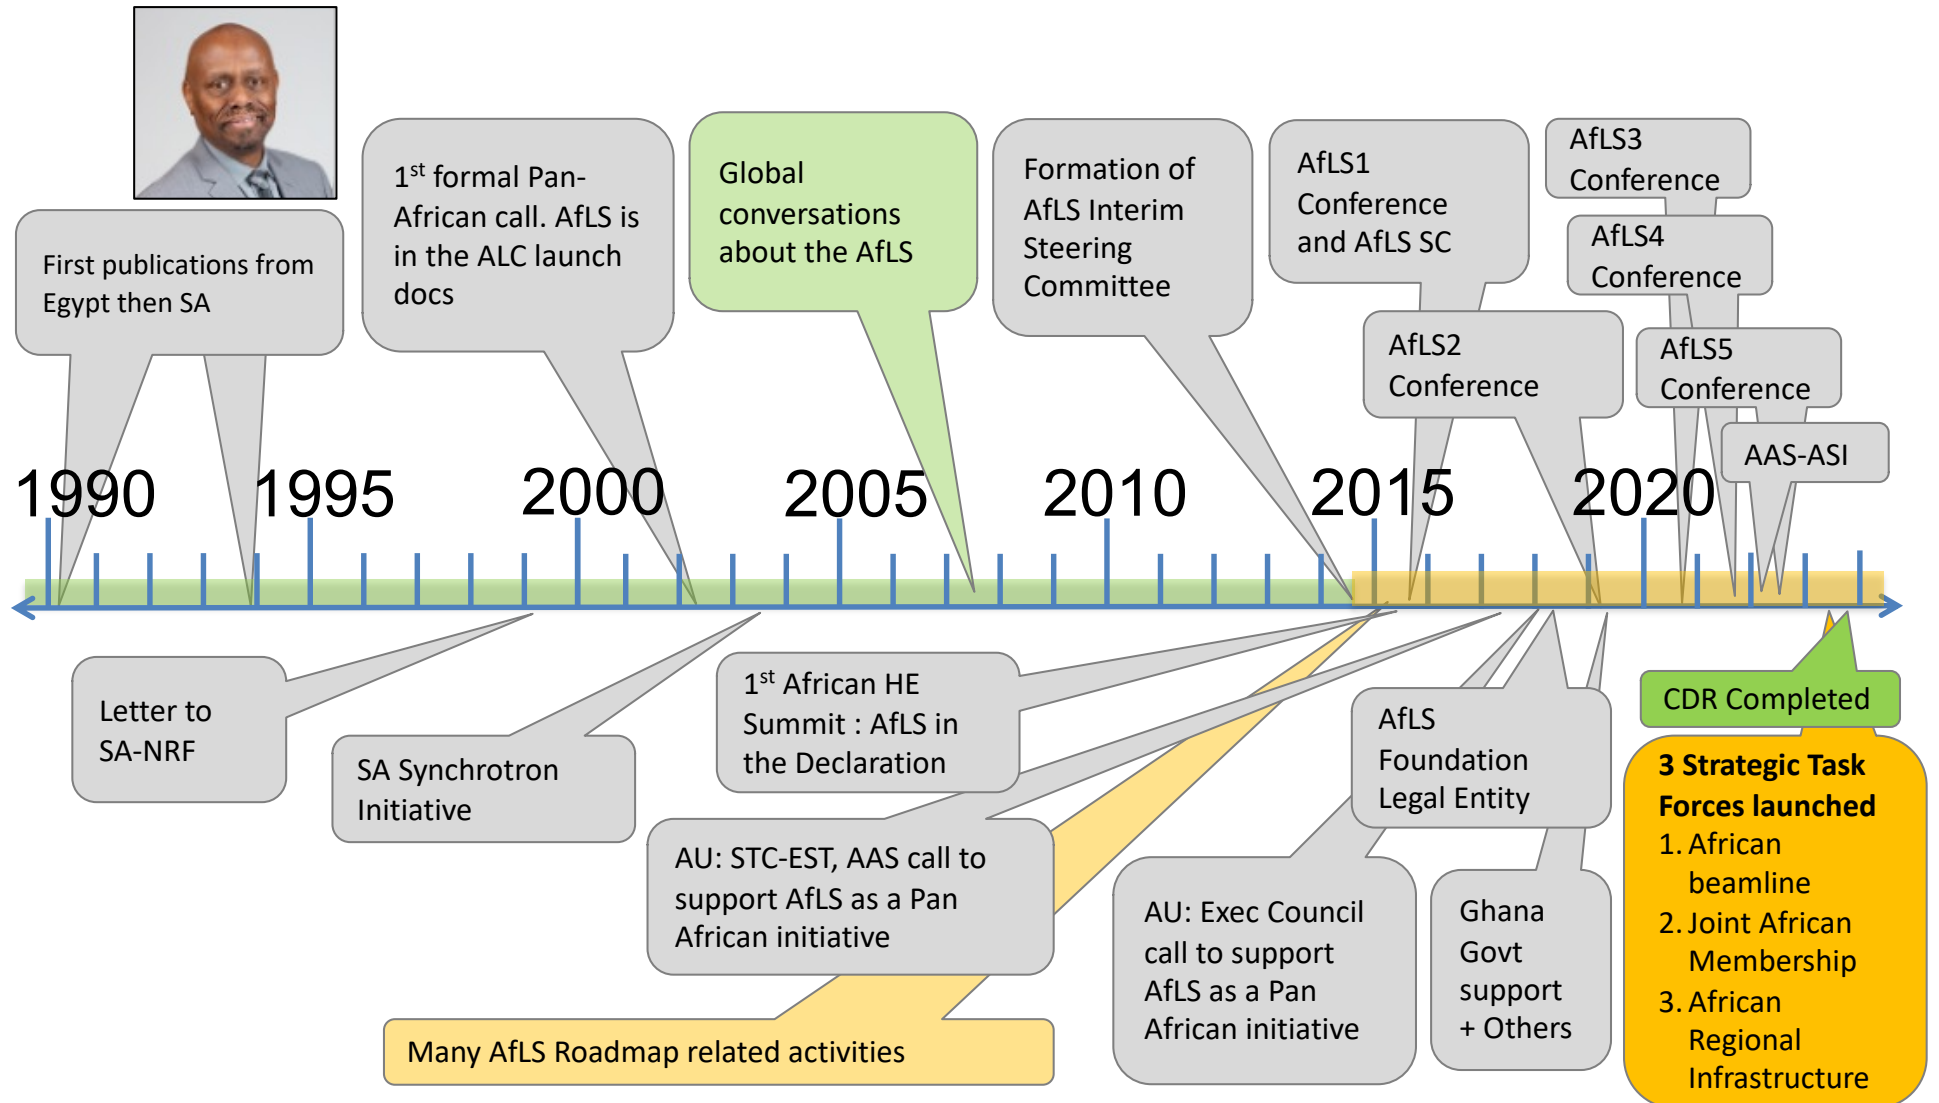 First publications from
Egypt then SA
1st formal Pan-
African call. AfLS is
in the ALC launch
docs
Global
conversations
about the AfLS
Formation of
AfLS Interim
Steering
Committee
AfLS1
Conference
and AfLS SC
AfLS2
Conference
AfLS3
Conference
AfLS4
Conference
AfLS5
Conference
AAS-ASI
1990 1995 2000 2005 2010 2015 2020
Letter to
SA-NRF
SA Synchrotron
Initiative
1st African HE
Summit : AfLS in
the Declaration
AU: STC-EST, AAS call to
support AfLS as a Pan
African initiative
Many AfLS Roadmap related activities
AfLS
Foundation
Legal Entity
AU: Exec Council
call to support
AfLS as a Pan
African initiative
Ghana
Govt
support
+ Others
CDR Completed
3 Strategic Task
Forces launched
1. African
beamline
2. Joint African
Membership
3. African
Regional
Infrastructure